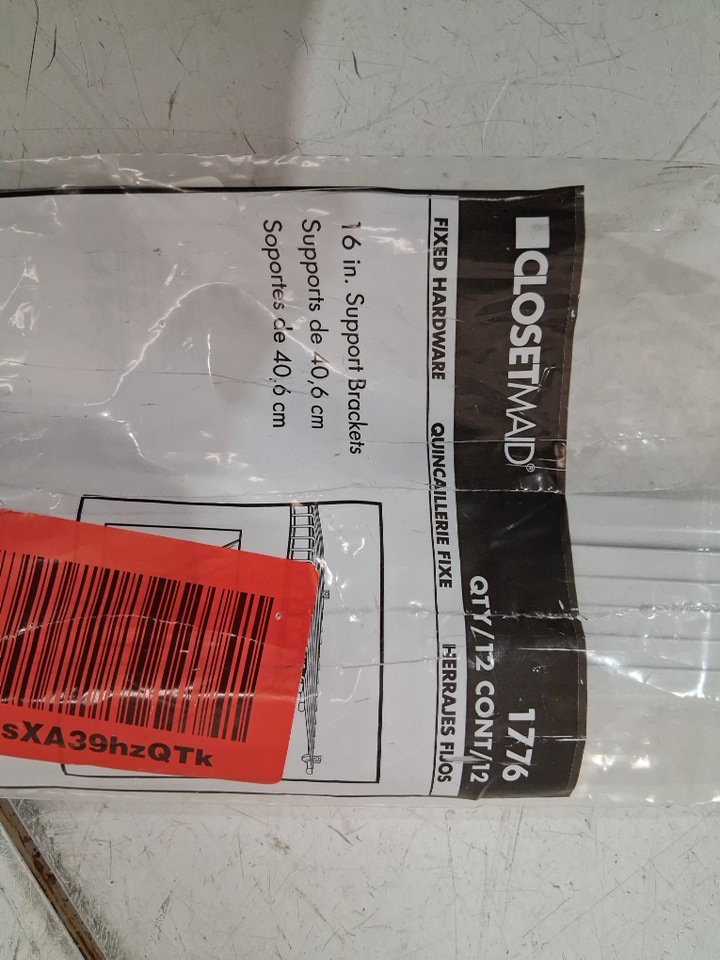 CLOSETMAID®
1776
QTY/12 CONT/12
FIXED HARDWARE QUINCAILLERIE FIXE HERRAJES FIJOS
16 in. Support Brackets
Supports de 40,6 cm
Soportes de 40,6 cm
sXA39hzQTk